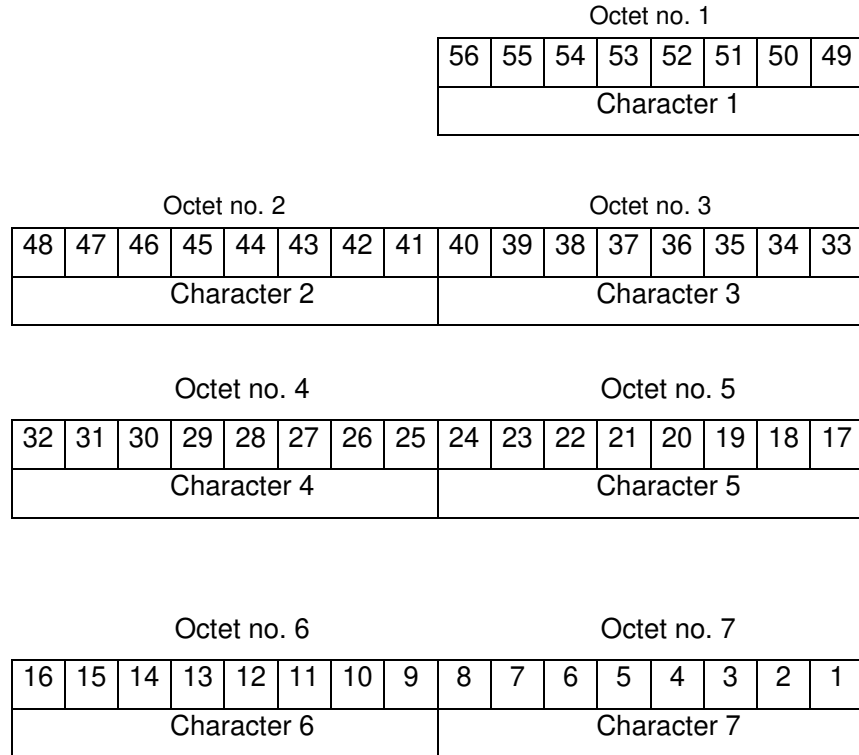 Octet no. 1
56 55 54 53 52 51 50 49
Character 1
Octet no. 2 Octet no. 3
48 47 46 45 44 43 42 41 40 39 38 37 36 35 34 33
Character 2 Character 3
Octet no. 4 Octet no. 5
32 31 30 29 28 27 26 25 24 23 22 21 20 19 18 17
Character 4 Character 5
Octet no. 6 Octet no. 7
16 15 14 13 12 11 10 9 8 7 6 5 4 3 2 1
Character 6 Character 7